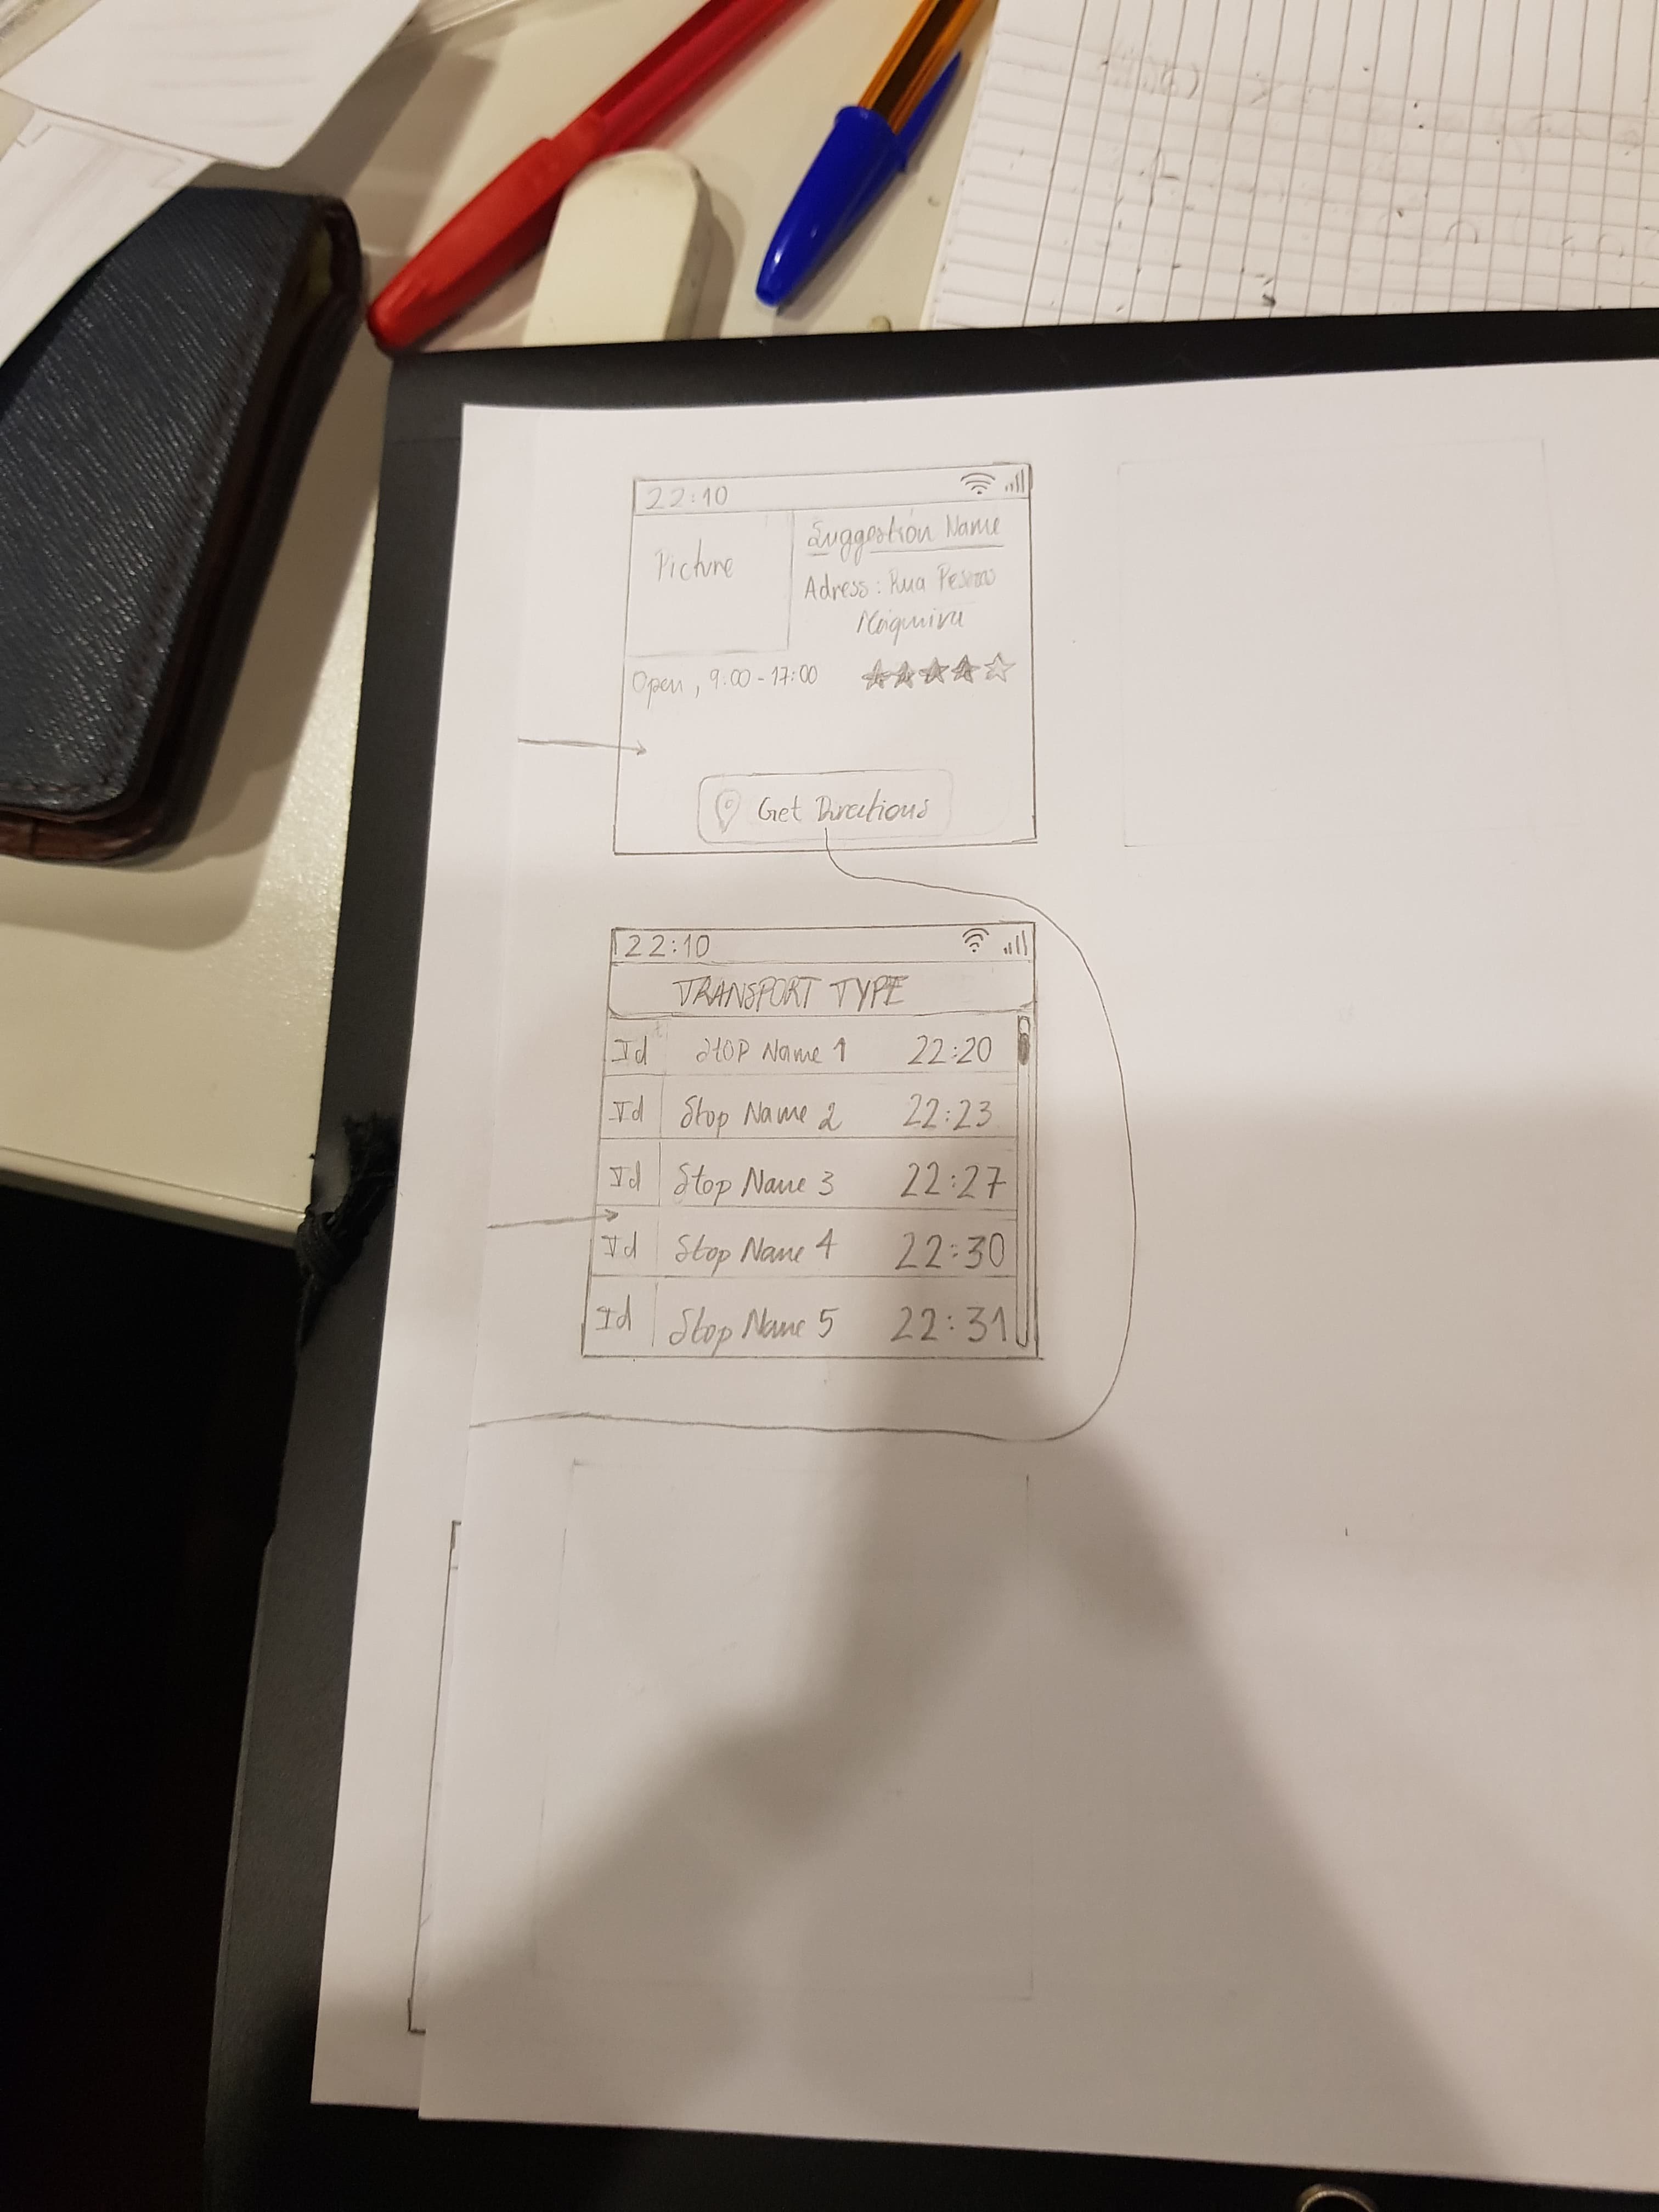 22:10
Picture
Suggestion Name
Adress : Rua
Open, 9:00 - 17:00
Get Directions
22:10
TRANSPORT TYPE
Id Stop Name 1 22:20
Id Stop Name 2 22:23
Id Stop Name 3 22:27
Id Stop Name 4 22:30
Id Stop Name 5 22:31